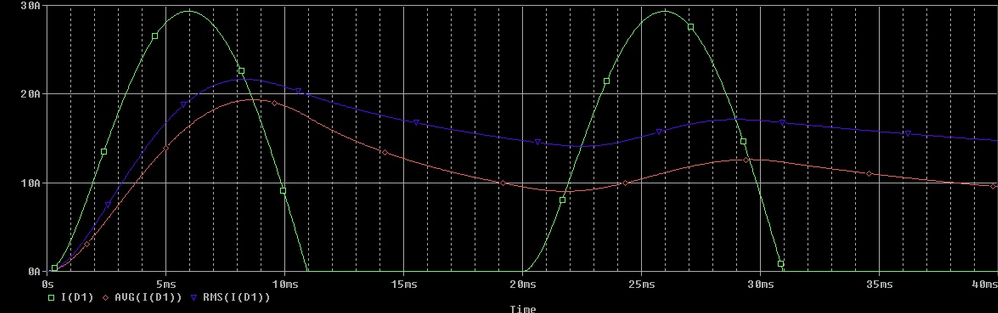 30A
20A
10A
0A
0s 5ms 10ms 15ms 20ms 25ms 30ms 35ms 40ms
I(D1) AVG(I(D1)) RMS(I(D1))
Time